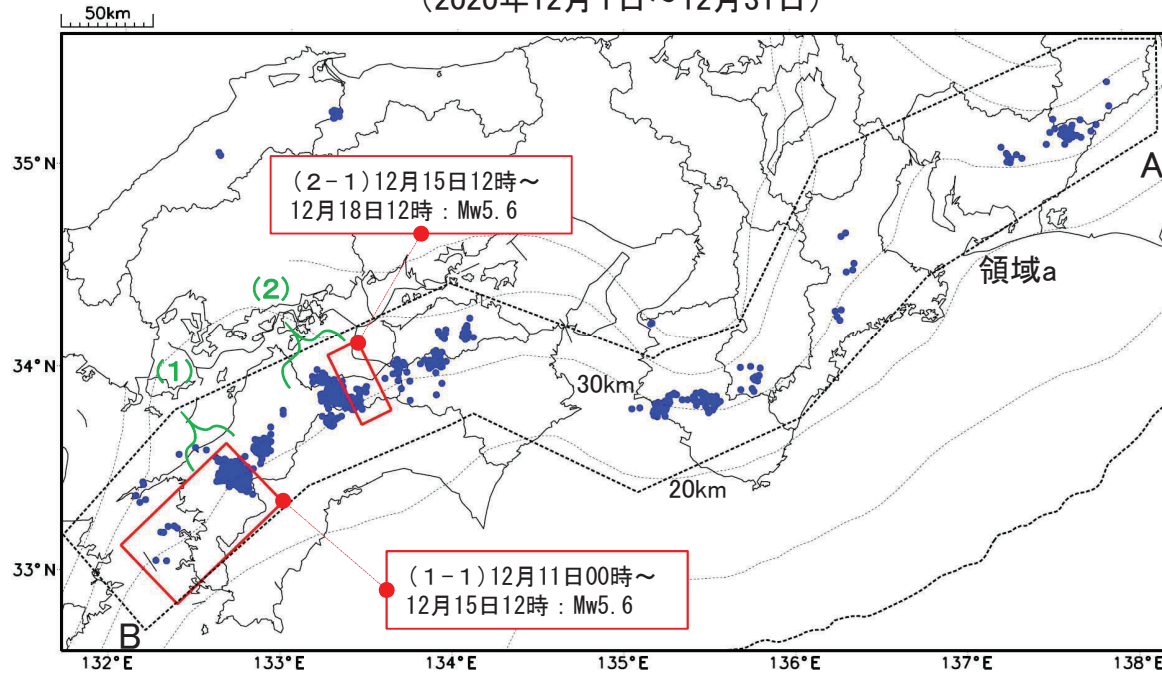 (2020年12月1日~12月31日)
50km
35°N
A
(2-1)12月15日12時~
12月18日12時:Mw5.6
領域a
(2)
34°N
(1)
30km
20km
33°N
(1-1)12月11日00時~
12月15日12時:Mw5.6
B
132°E
133°E
134°E
135°E
136°E
137°E
138°E